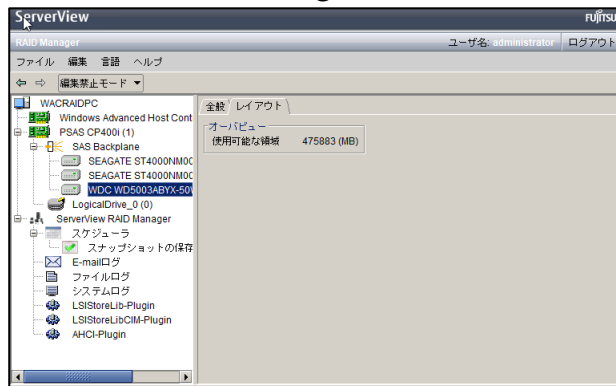 ServerView
FUJITSU
RAID Manager
ユーザ名: administrator ログアウト
ファイル 編集 言語 ヘルプ
編集禁止モード
WACRAIDPC
Windows Advanced Host Cont
PSAS CP400i (1)
SAS Backplane
SEAGATE ST4000NM00
SEAGATE ST4000NM00
WDC WD5003ABYX-50
LogicalDrive_0 (0)
ServerView RAID Manager
スケジューラ
スナップショットの保存
E-mailログ
ファイルログ
システムログ
LSIStoreLib-Plugin
LSIStoreLibCIM-Plugin
AHCI-Plugin
全般 レイアウト
オーバビュー
使用可能な領域 475883 (MB)